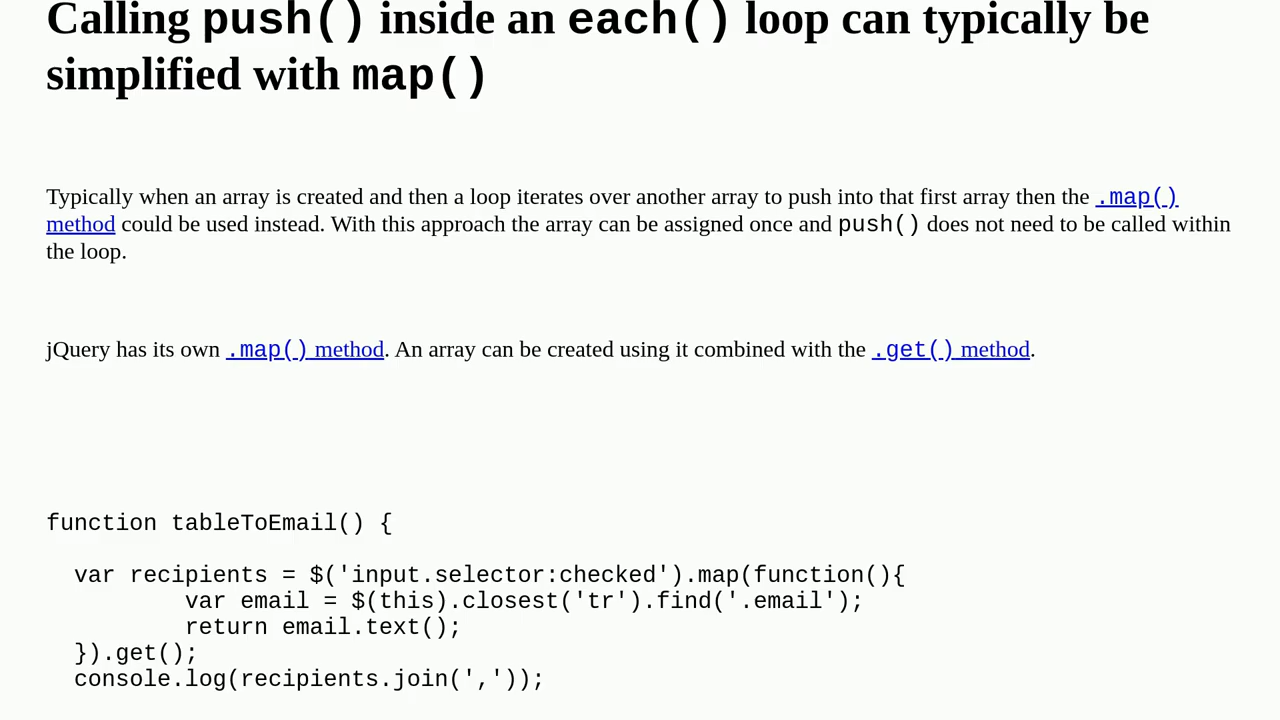 Calling push() inside an each() loop can typically be
simplified with map()
Typically when an array is created and then a loop iterates over another array to push into that first array then the .map()
method could be used instead. With this approach the array can be assigned once and push() does not need to be called within
the loop.
jQuery has its own .map() method. An array can be created using it combined with the .get() method.
function tableToEmail() {
  var recipients = $('input.selector:checked').map(function(){
          var email = $(this).closest('tr').find('.email');
          return email.text();
  }).get();
  console.log(recipients.join(','));